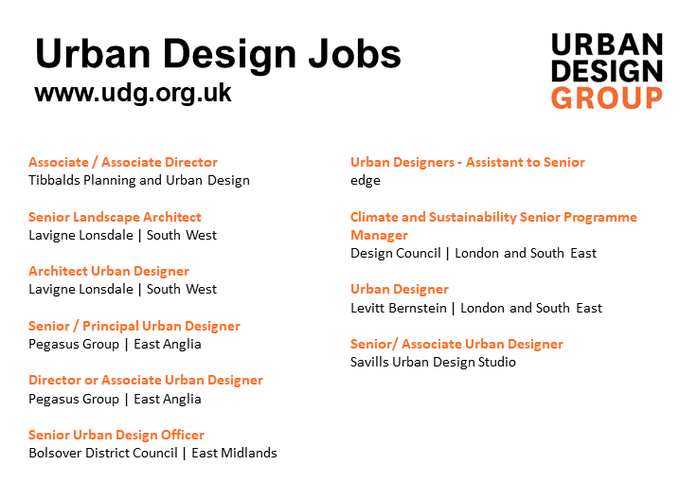 Urban Design Jobs
www.udg.org.uk
URBAN
DESIGN
GROUP
Associate / Associate Director
Tibbalds Planning and Urban Design
Senior Landscape Architect
Lavigne Lonsdale | South West
Architect Urban Designer
Lavigne Lonsdale | South West
Senior / Principal Urban Designer
Pegasus Group | East Anglia
Director or Associate Urban Designer
Pegasus Group | East Anglia
Senior Urban Design Officer
Bolsover District Council | East Midlands
Urban Designers - Assistant to Senior
edge
Climate and Sustainability Senior Programme
Manager
Design Council | London and South East
Urban Designer
Levitt Bernstein | London and South East
Senior/ Associate Urban Designer
Savills Urban Design Studio